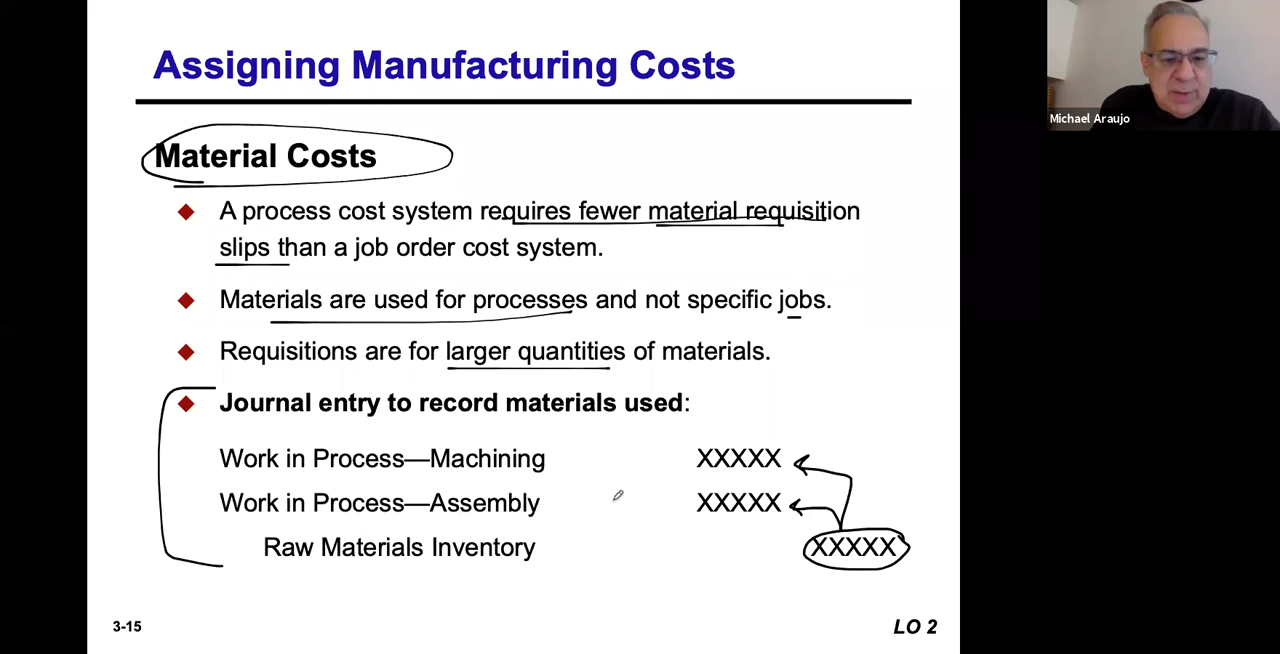 Assigning Manufacturing Costs
Michael Araujo
Material Costs
◆ A process cost system requires fewer material requisition
slips than a job order cost system.
◆ Materials are used for processes and not specific jobs.
◆ Requisitions are for larger quantities of materials.
◆ Journal entry to record materials used:
Work in Process—Machining XXXXX
Work in Process—Assembly XXXXX
Raw Materials Inventory XXXXX
3-15 LO 2